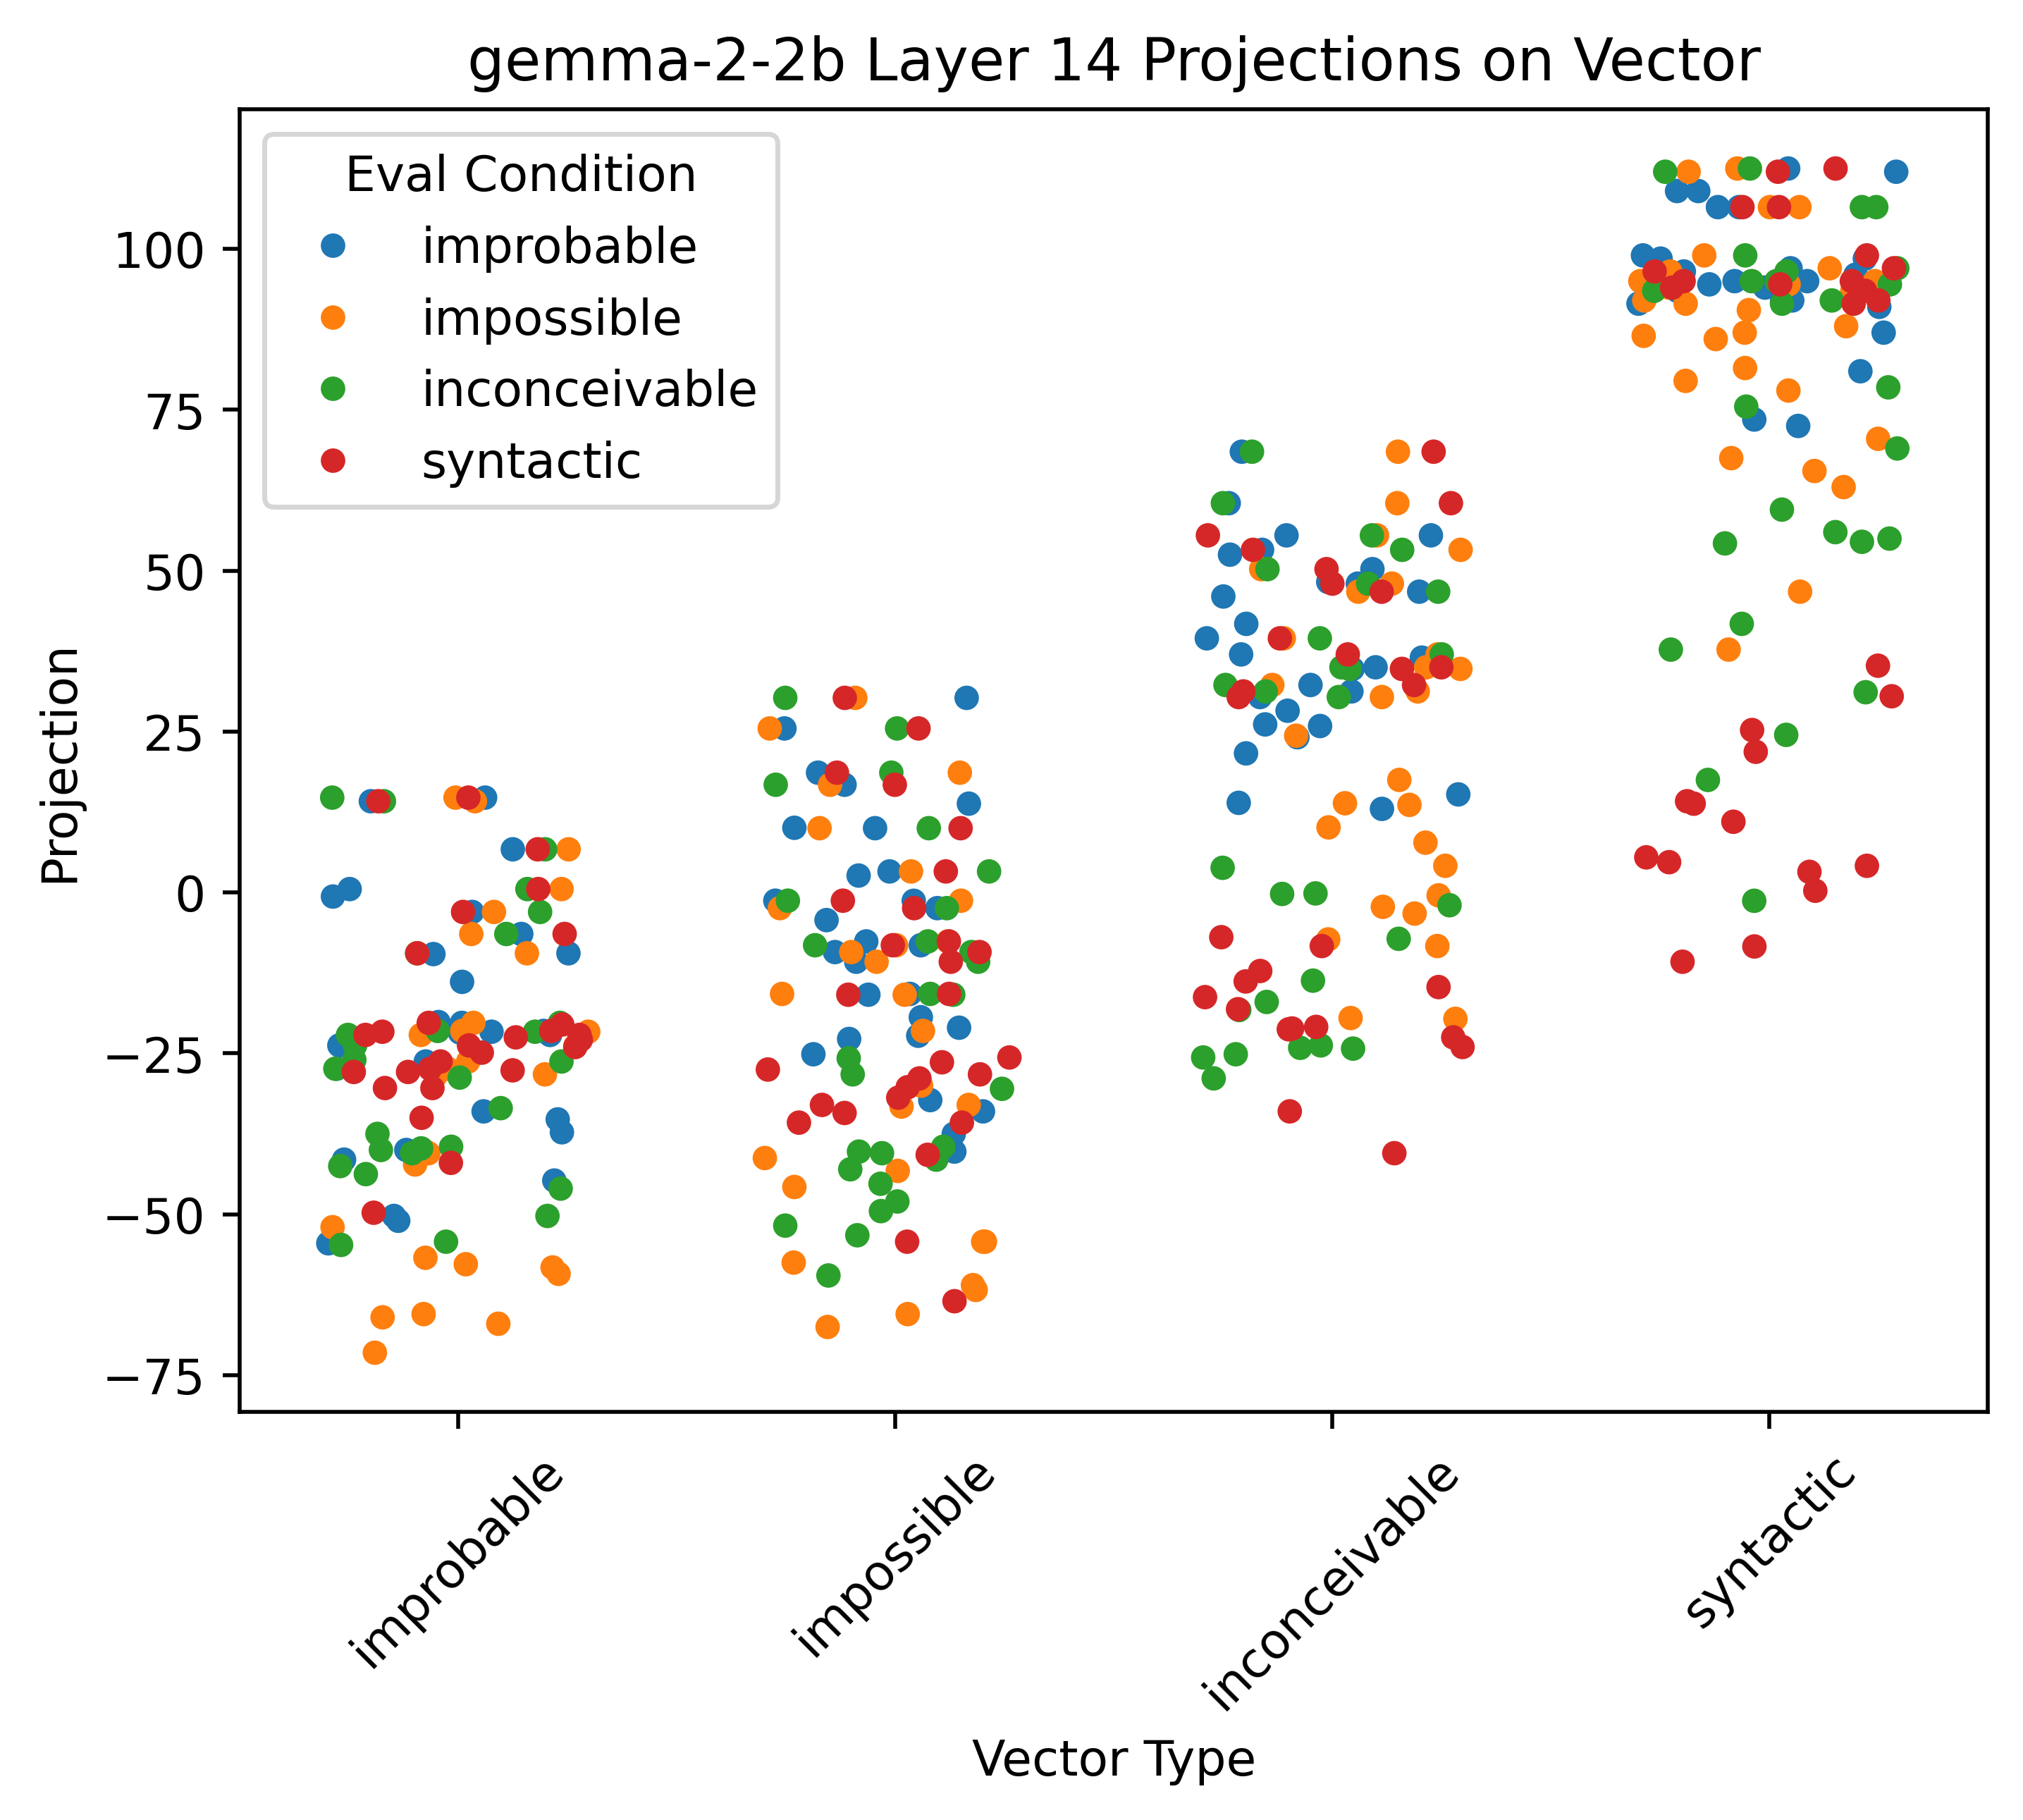 gemma-2-2b Layer 14 Projections on Vector
Eval Condition
improbable
impossible
inconceivable
syntactic
100
75
50
25
0
−25
−50
−75
Projection
improbable
impossible
inconceivable
syntactic
Vector Type